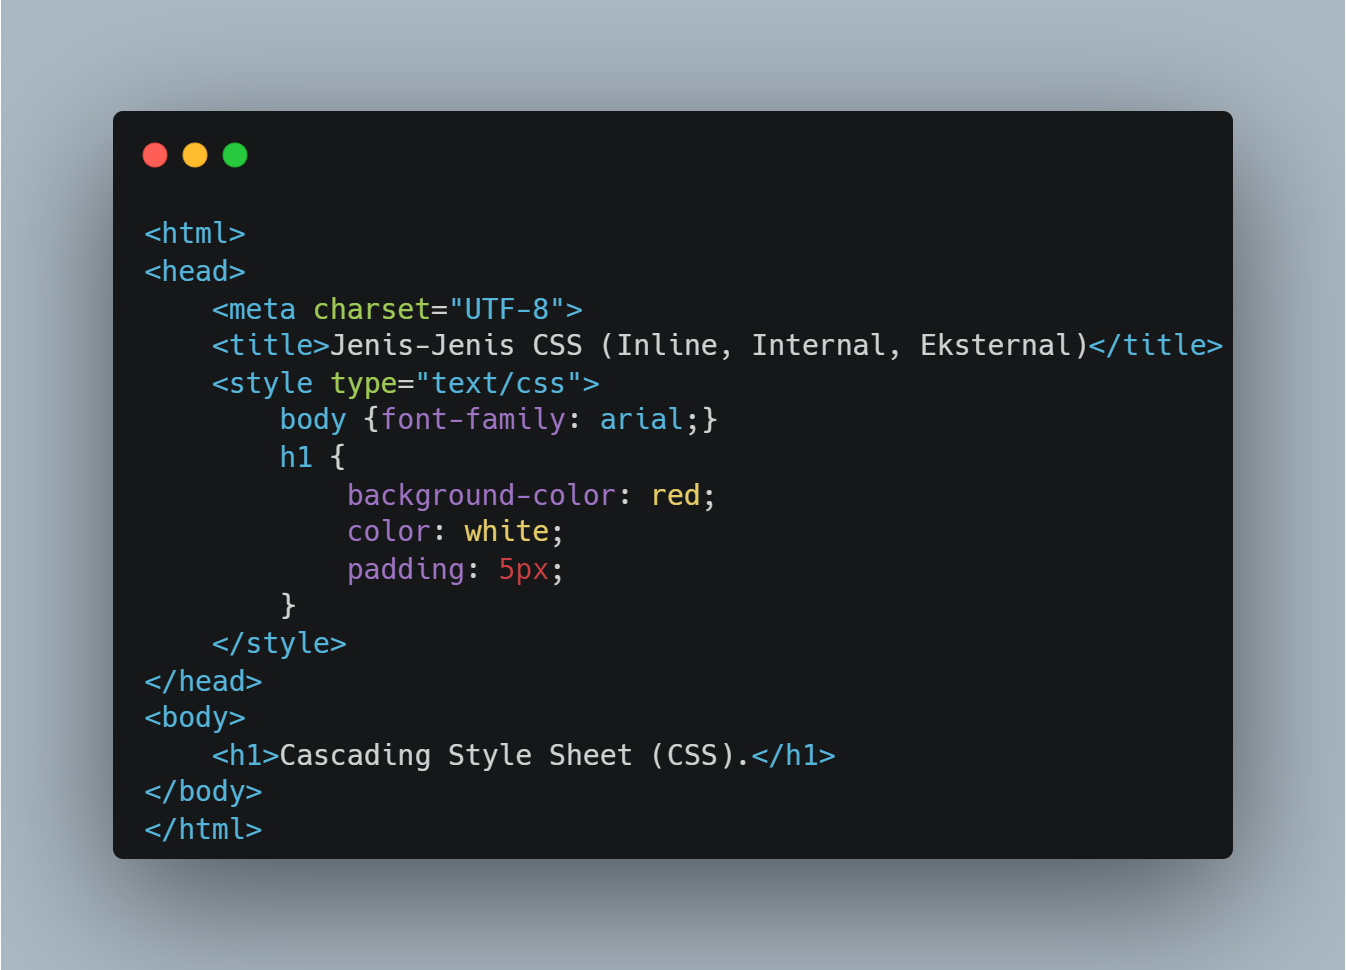 <html>
<head>
    <meta charset="UTF-8">
    <title>Jenis-Jenis CSS (Inline, Internal, Eksternal)</title>
    <style type="text/css">
        body {font-family: arial;}
        h1 {
            background-color: red;
            color: white;
            padding: 5px;
        }
    </style>
</head>
<body>
    <h1>Cascading Style Sheet (CSS).</h1>
</body>
</html>